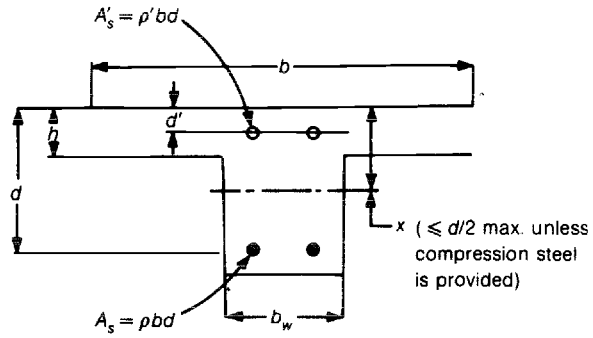 A's = ρ'bd
b
d'
h
d
x (⩽ d/2 max. unless
compression steel
is provided)
As = ρbd
bw